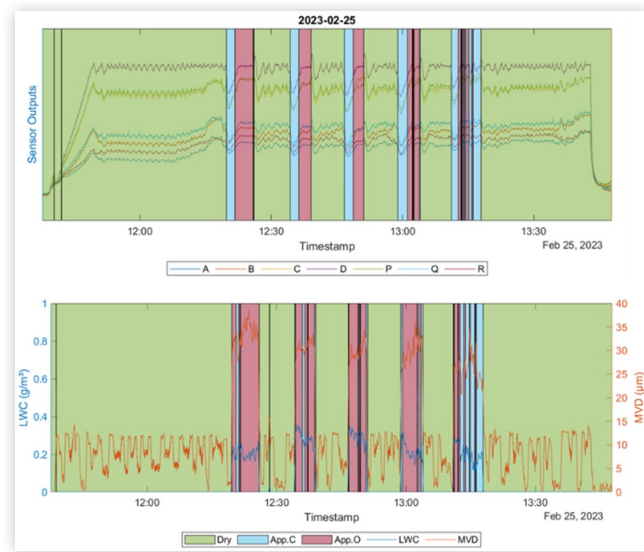 2023-02-25
Sensor Outputs
12:00 12:30 13:00 13:30
Timestamp
Feb 25, 2023
A B C D P Q R
1 40
35
0.8
30
0.6 25
20
0.4
15
0.2 10
5
0 0
LWC (g/m³)
MVD (μm)
12:00 12:30 13:00 13:30
Timestamp
Feb 25, 2023
Dry App.C App.O LWC MVD